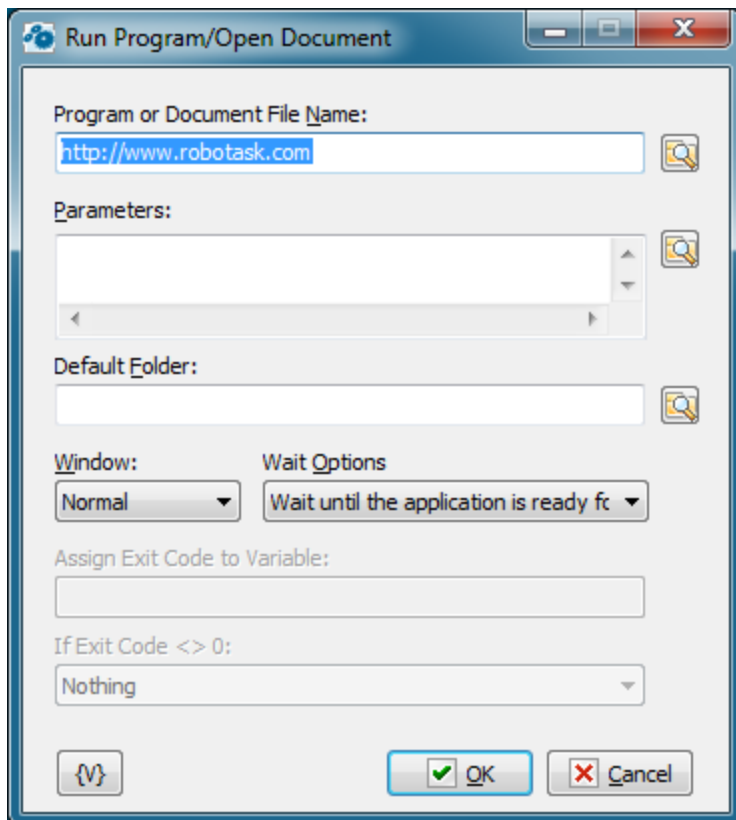 Run Program/Open Document
Program or Document File Name:
http://www.robotask.com
Parameters:
Default Folder:
Window: Wait Options
Normal Wait until the application is ready fo
Assign Exit Code to Variable:
If Exit Code <> 0:
Nothing
{V} OK Cancel